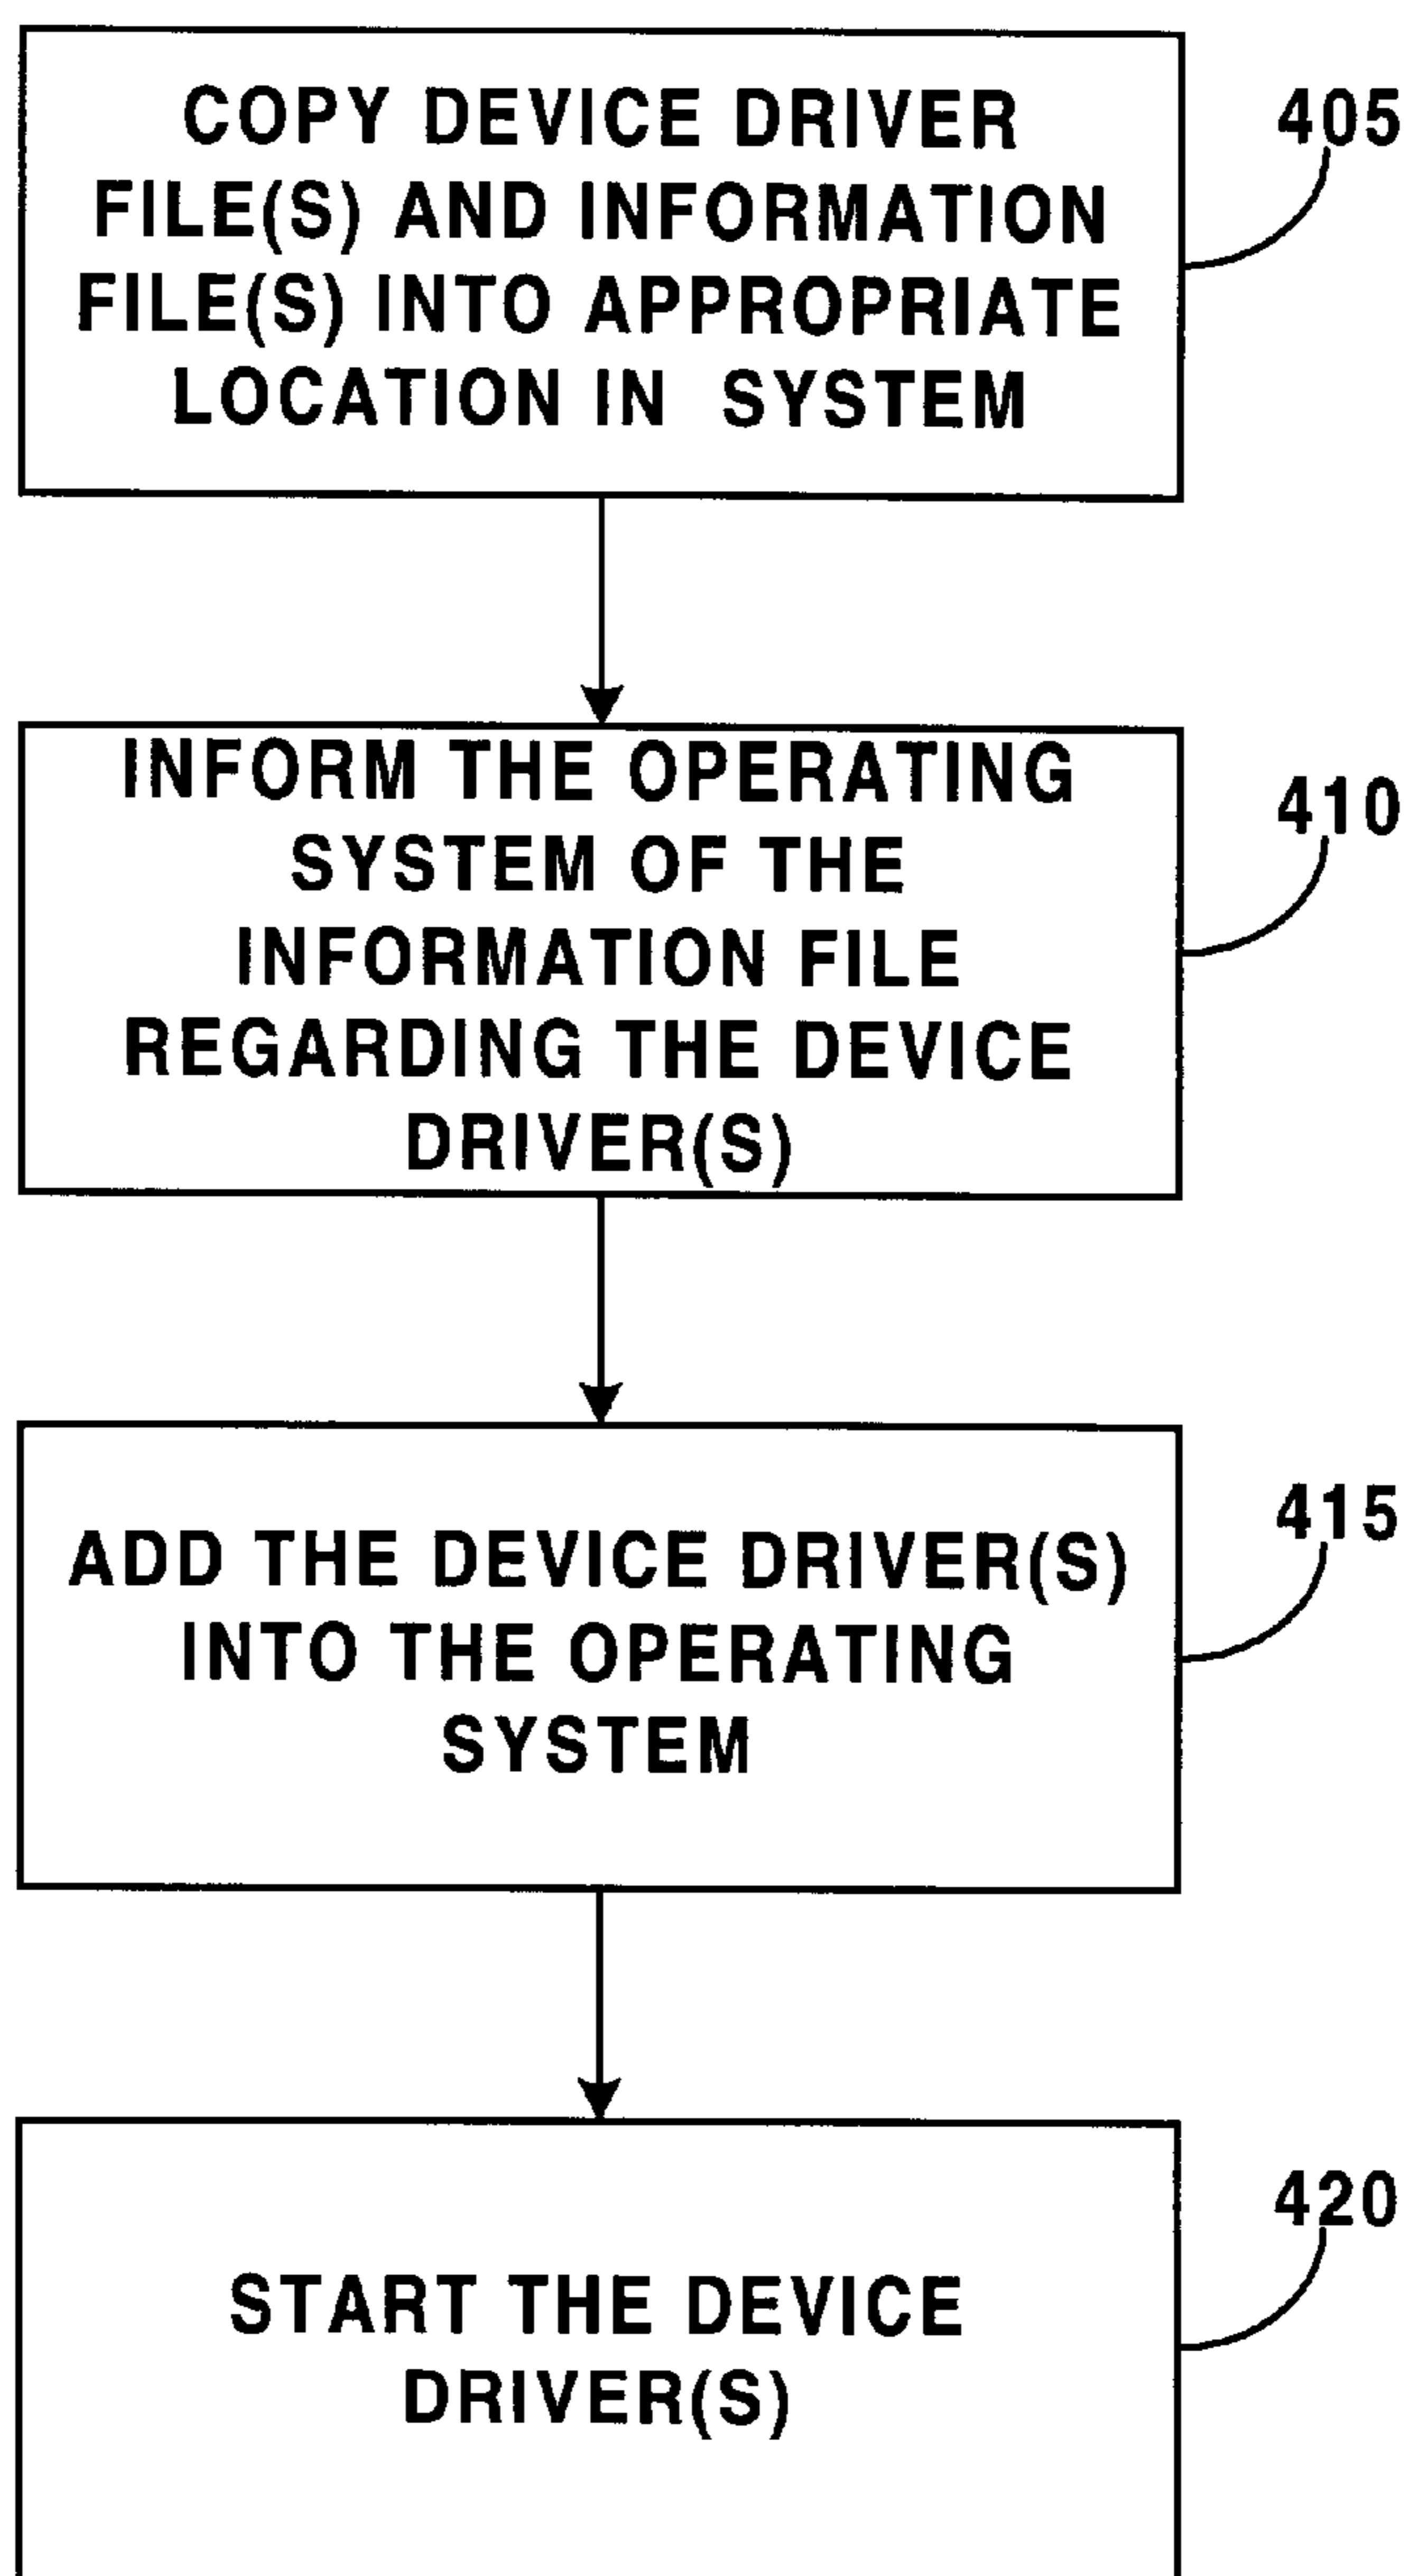 COPY DEVICE DRIVER
FILE(S) AND INFORMATION
FILE(S) INTO APPROPRIATE
LOCATION IN SYSTEM
405
INFORM THE OPERATING
SYSTEM OF THE
INFORMATION FILE
REGARDING THE DEVICE
DRIVER(S)
410
ADD THE DEVICE DRIVER(S)
INTO THE OPERATING
SYSTEM
415
START THE DEVICE
DRIVER(S)
420